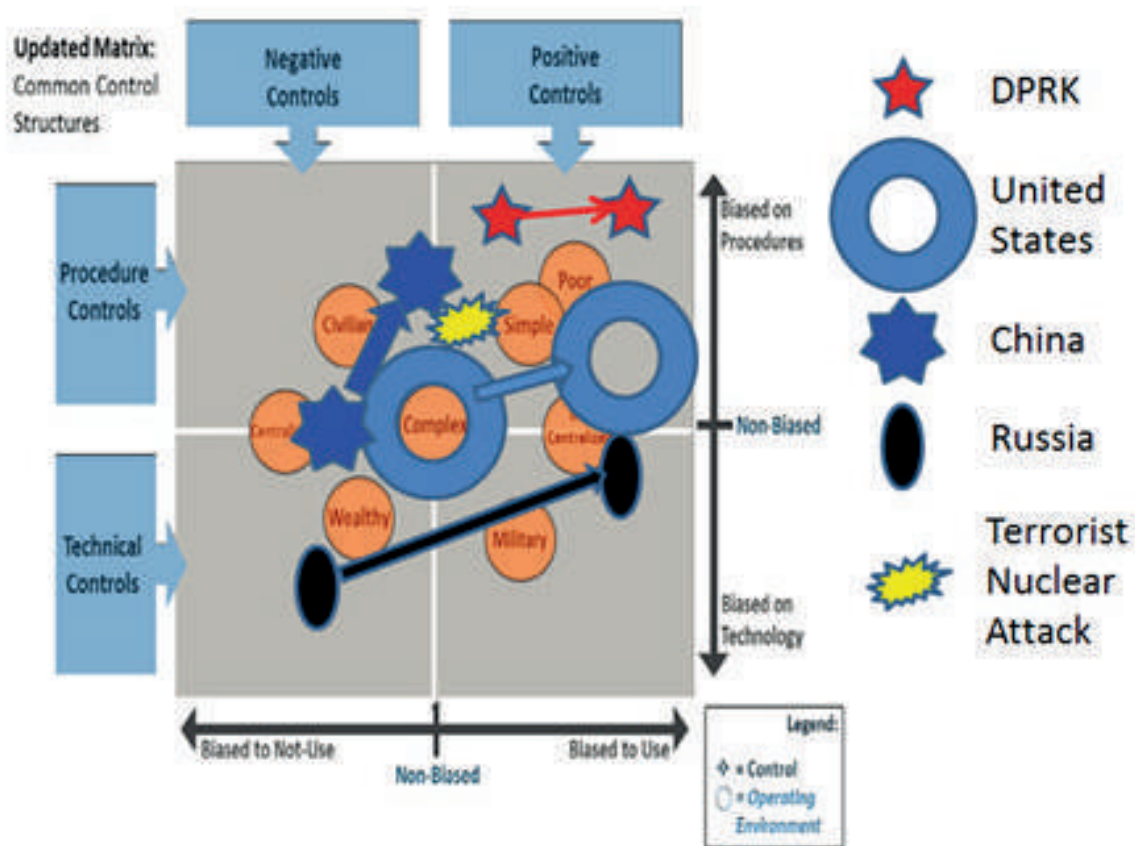 Updated Matrix:
Common Control
Structures
Negative
Controls
Positive
Controls
DPRK
United
States
Biased on
Procedures
Procedure
Controls
Poor
Civilian
Simple
China
Complex
Non-Biased
Russia
Wealthy
Military
Technical
Controls
Biased on
Technology
Terrorist
Nuclear
Attack
Biased to Not-Use
Biased to Use
Non-Biased
Legend:
= Control
= Operating
Environment